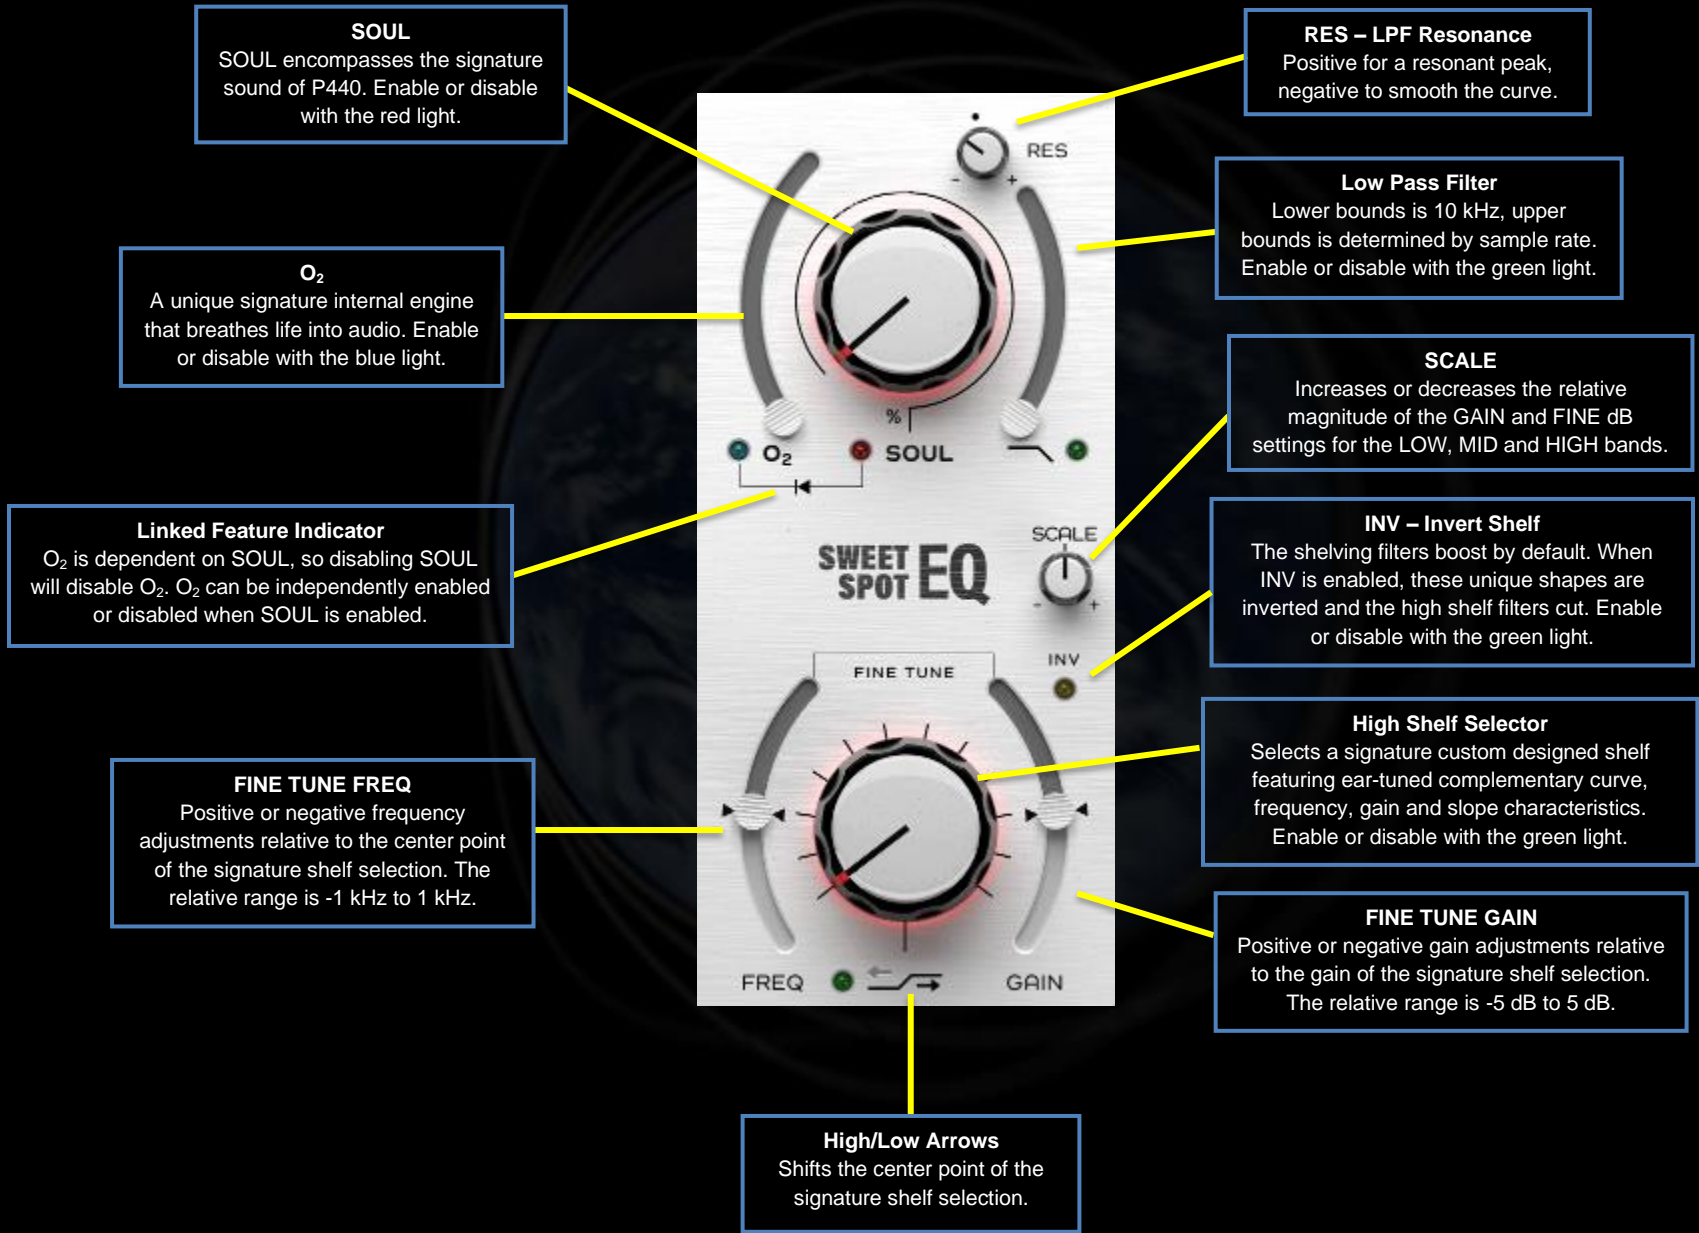 SOUL
SOUL encompasses the signature
sound of P440. Enable or disable
with the red light.
RES – LPF Resonance
Positive for a resonant peak,
negative to smooth the curve.
Low Pass Filter
Lower bounds is 10 kHz, upper
bounds is determined by sample rate.
Enable or disable with the green light.
O₂
A unique signature internal engine
that breathes life into audio. Enable
or disable with the blue light.
SCALE
Increases or decreases the relative
magnitude of the GAIN and FINE dB
settings for the LOW, MID and HIGH bands.
Linked Feature Indicator
O₂ is dependent on SOUL, so disabling SOUL
will disable O₂. O₂ can be independently enabled
or disabled when SOUL is enabled.
INV – Invert Shelf
The shelving filters boost by default. When
INV is enabled, these unique shapes are
inverted and the high shelf filters cut. Enable
or disable with the green light.
High Shelf Selector
Selects a signature custom designed shelf
featuring ear-tuned complementary curve,
frequency, gain and slope characteristics.
Enable or disable with the green light.
FINE TUNE FREQ
Positive or negative frequency
adjustments relative to the center point
of the signature shelf selection. The
relative range is -1 kHz to 1 kHz.
FINE TUNE GAIN
Positive or negative gain adjustments relative
to the gain of the signature shelf selection.
The relative range is -5 dB to 5 dB.
High/Low Arrows
Shifts the center point of the
signature shelf selection.
RES
- +
%
O₂ SOUL
SCALE
- +
SWEET
SPOT EQ
INV
FINE TUNE
FREQ GAIN